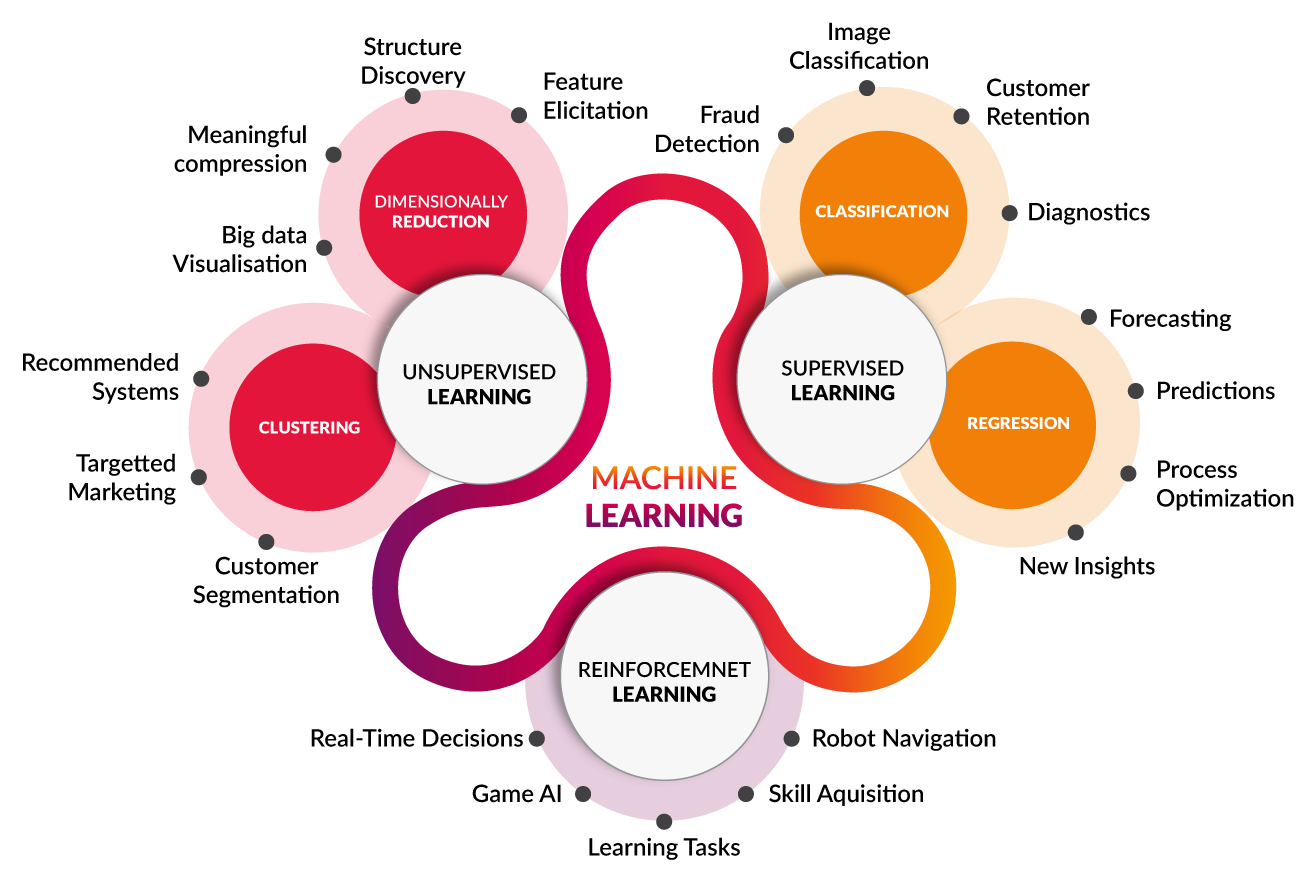 Structure
Discovery
Feature
Elicitation
Meaningful
compression
Big data
Visualisation
DIMENSIONALLY
REDUCTION
Recommended
Systems
Targetted
Marketing
Customer
Segmentation
CLUSTERING
UNSUPERVISED
LEARNING
Image
Classification
Fraud
Detection
Customer
Retention
Diagnostics
CLASSIFICATION
SUPERVISED
LEARNING
REGRESSION
Forecasting
Predictions
Process
Optimization
New Insights
MACHINE
LEARNING
REINFORCEMNET
LEARNING
Real-Time Decisions
Game AI
Learning Tasks
Skill Aquisition
Robot Navigation